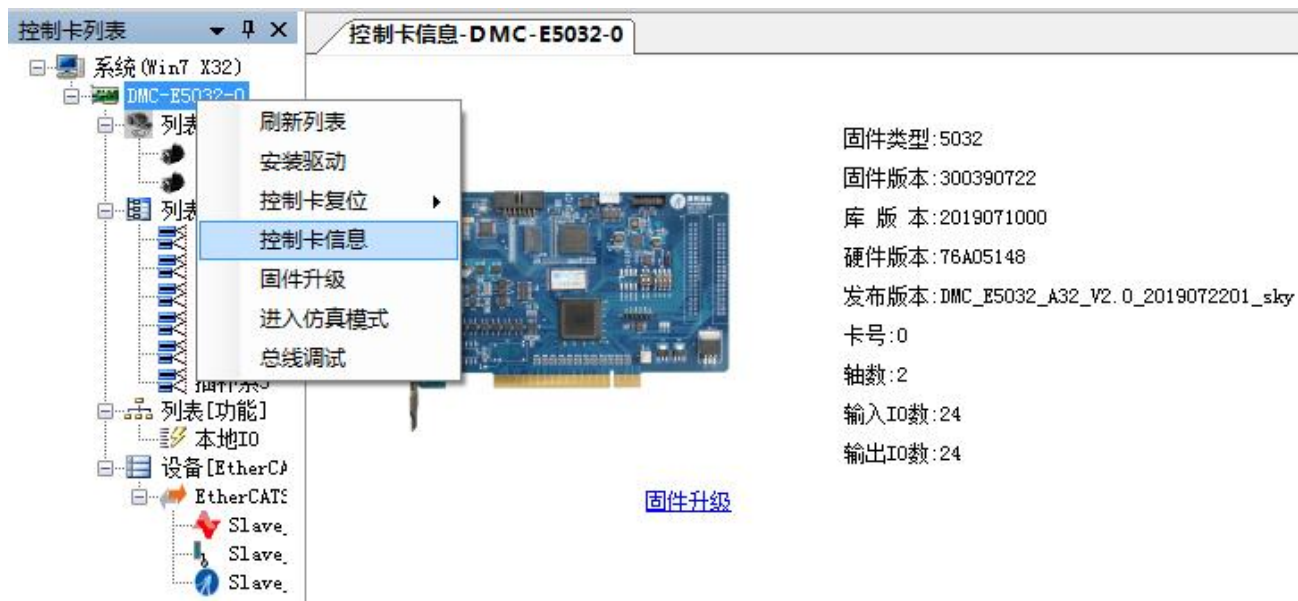 控制卡列表
控制卡信息-DMC-E5032-0
系统(Win7 X32)
DMC-E5032-0
列表
列表
插补系
列表[功能]
本地IO
设备[EtherCA
EtherCATS
Slave_
Slave_
Slave_
刷新列表
安装驱动
控制卡复位
控制卡信息
固件升级
进入仿真模式
总线调试
固件类型:5032
固件版本:300390722
库 版 本:2019071000
硬件版本:76A05148
发布版本:DMC_E5032_A32_V2.0_2019072201_sky
卡号:0
轴数:2
输入IO数:24
输出IO数:24
固件升级